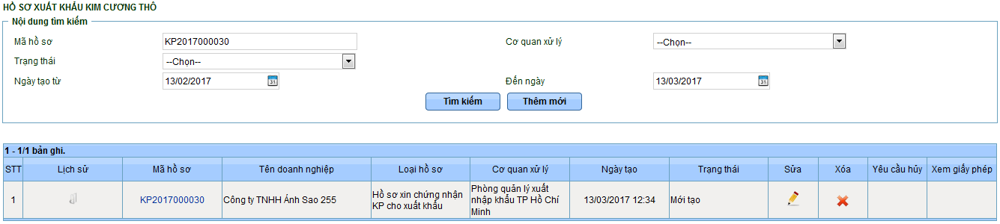 HỒ SƠ XUẤT KHẨU KIM CƯƠNG THÔ
Nội dung tìm kiếm
Mã hồ sơ KP2017000030 Cơ quan xử lý --Chọn--
Trạng thái --Chọn--
Ngày tạo từ 13/02/2017 31 Đến ngày 13/03/2017 31
Tìm kiếm Thêm mới
1 - 1/1 bản ghi.
STT Lịch sử Mã hồ sơ Tên doanh nghiệp Loại hồ sơ Cơ quan xử lý Ngày tạo Trạng thái Sửa Xóa Yêu cầu hủy Xem giấy phép
1 KP2017000030 Công ty TNHH Ánh Sao 255
Hồ sơ xin chứng nhận
KP cho xuất khẩu
Phòng quản lý xuất
nhập khẩu TP Hồ Chí
Minh
13/03/2017 12:34 Mới tạo